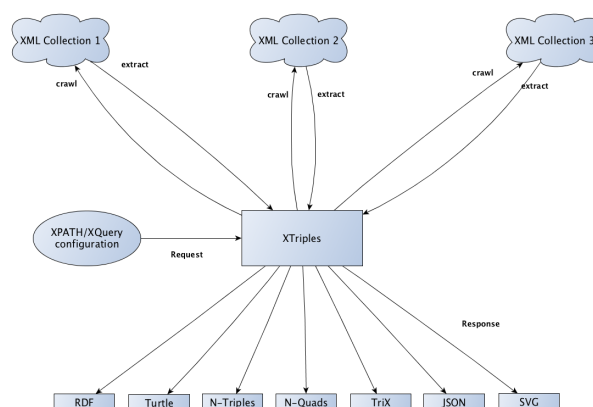 XML Collection 1
XML Collection 2
XML Collection 3
extract
crawl
crawl
extract
crawl
extract
XPATH/XQuery
configuration
Request
XTriples
Response
RDF
Turtle
N-Triples
N-Quads
TriX
JSON
SVG